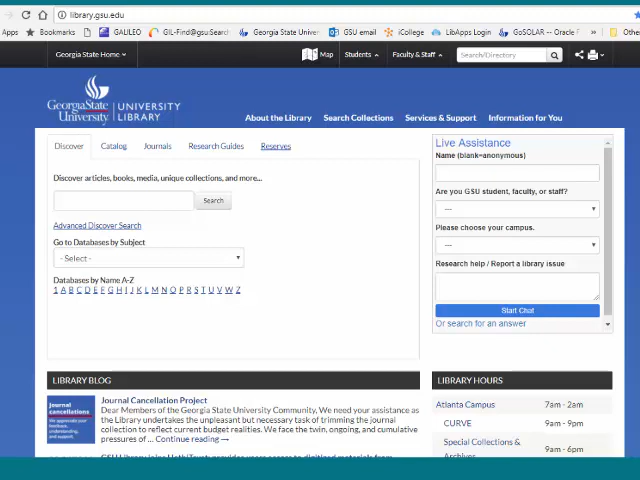 library.gsu.edu
Apps Bookmarks GALILEO GIL-Find@gsu:Search Georgia State Univer GSU email iCollege LibApps Login GoSOLAR -- Oracle F » Other
Georgia State Home Map Students Faculty & Staff Search/Directory
GeorgiaState University UNIVERSITY LIBRARY
About the Library Search Collections Services & Support Information for You
Discover Catalog Journals Research Guides Reserves
Discover articles, books, media, unique collections, and more...
Search
Advanced Discover Search
Go to Databases by Subject
- Select -
Databases by Name A-Z
1 A B C D E F G H I J K L M N O P R S T U V W Z
Live Assistance
Name (blank=anonymous)
Are you GSU student, faculty, or staff?
---
Please choose your campus.
---
Research help / Report a library issue
Start Chat
Or search for an answer
LIBRARY BLOG
Journal cancellations
Journal Cancellation Project
Dear Members of the Georgia State University Community, We need your assistance as
the Library undertakes the unpleasant but necessary task of trimming the journal
collection to reflect current budget realities. We face the twin, ongoing, and cumulative
pressures of ... Continue reading →
LIBRARY HOURS
Atlanta Campus 7am - 2am
CURVE 9am - 9pm
Special Collections & Archives 9am - 6pm